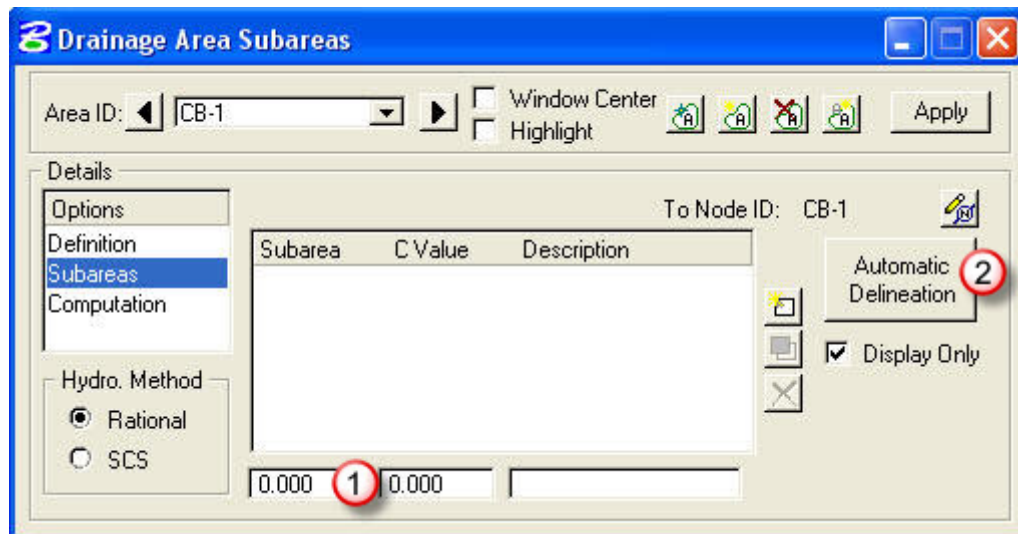 Drainage Area Subareas
Area ID: CB-1
Window Center
Highlight
Apply
Details
Options
Definition
Subareas
Computation
To Node ID: CB-1
Subarea C Value Description
Automatic
Delineation
2
Display Only
Hydro. Method
Rational
SCS
0.000 1 0.000